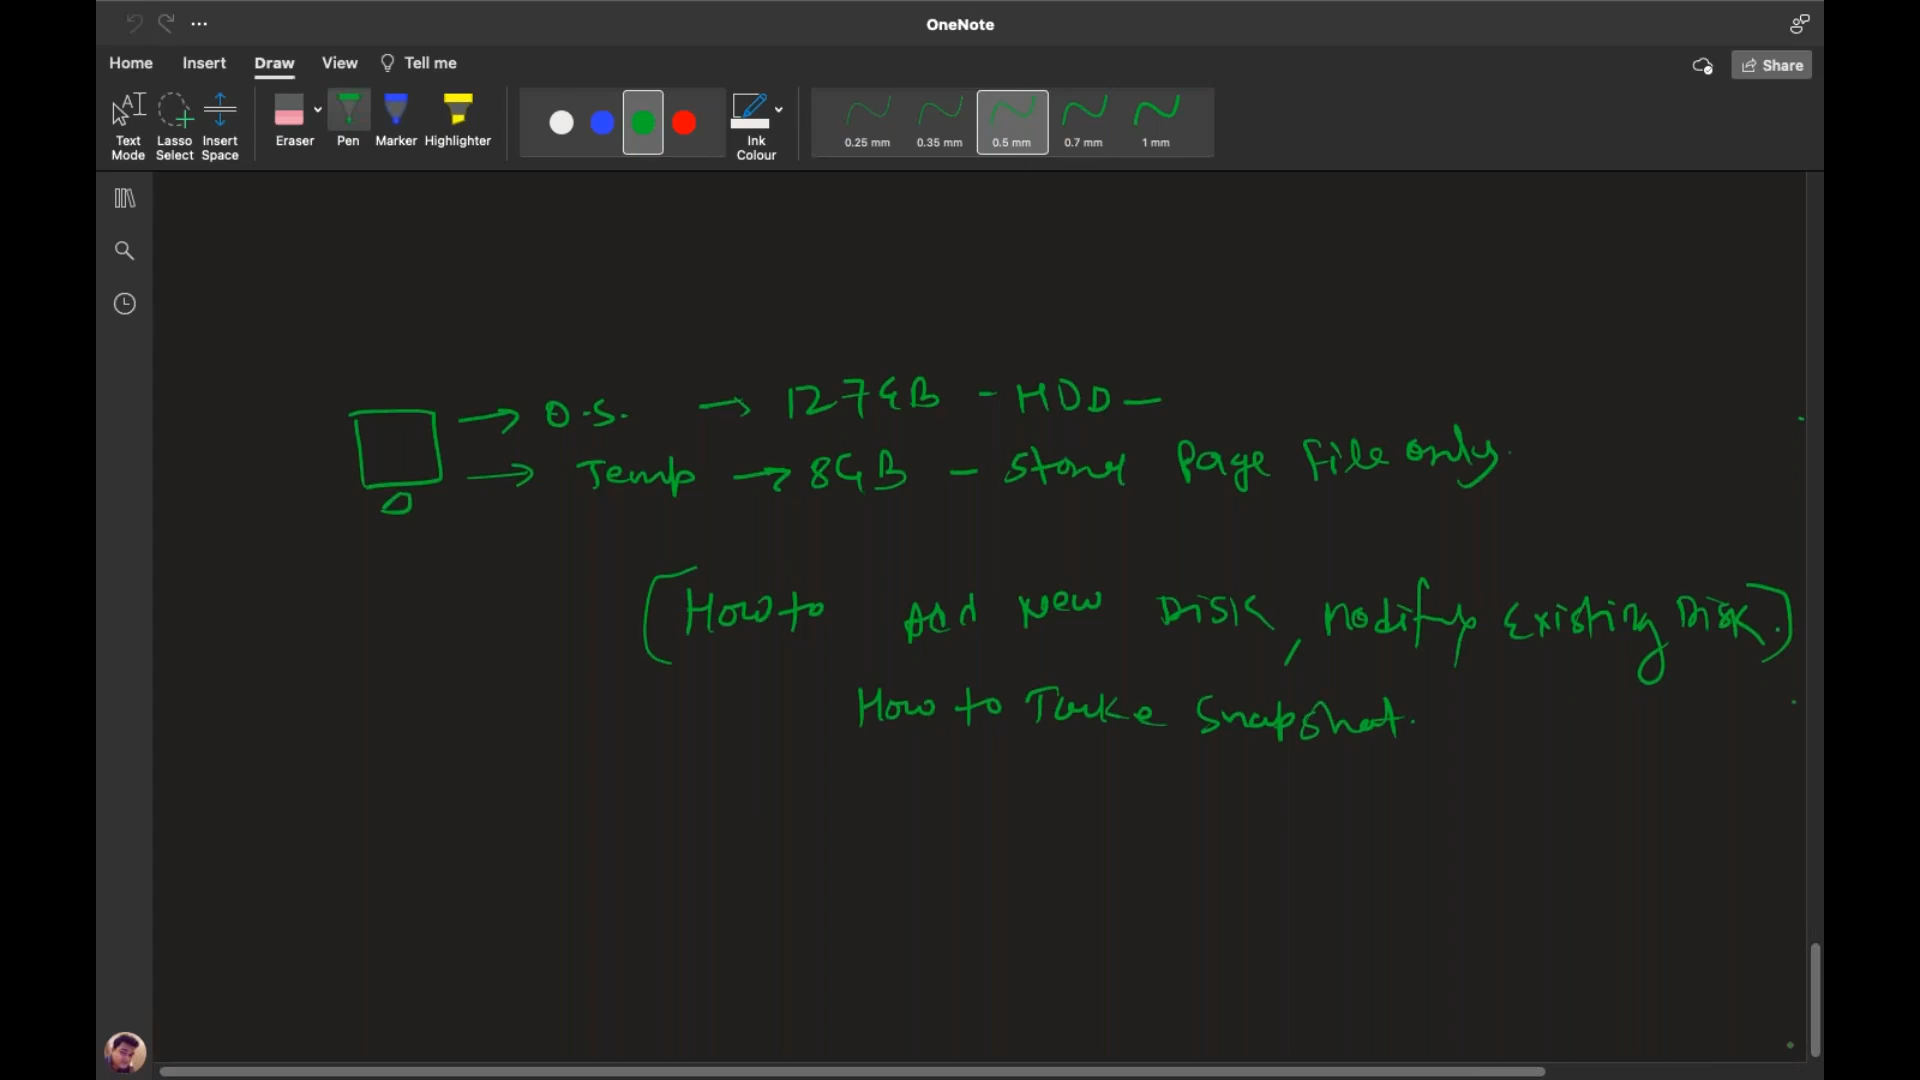 OneNote
Home Insert Draw View Tell me
Share
Text Mode
Lasso Select
Insert Space
Eraser
Pen
Marker
Highlighter
Ink Colour
0.25 mm
0.35 mm
0.5 mm
0.7 mm
1 mm
→ O.S. → 127GB - HDD —
→ Temp → 8GB - Page File only.
(How to Add New Disk, Modify Existing Disk.)
How to Take Snapshot.